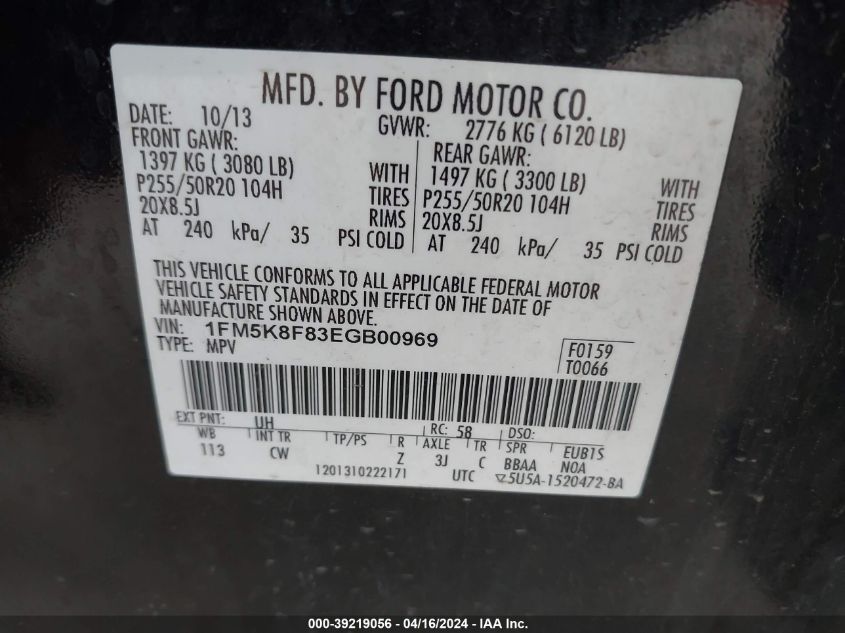 MFD. BY FORD MOTOR CO.
DATE: 10/13 GVWR: 2776 KG ( 6120 LB)
FRONT GAWR: REAR GAWR:
1397 KG ( 3080 LB) WITH 1497 KG ( 3300 LB) WITH
P255/50R20 104H TIRES P255/50R20 104H TIRES
20X8.5J RIMS 20X8.5J RIMS
AT 240 kPa/ 35 PSI COLD AT 240 kPa/ 35 PSI COLD
THIS VEHICLE CONFORMS TO ALL APPLICABLE FEDERAL MOTOR
VEHICLE SAFETY STANDARDS IN EFFECT ON THE DATE OF
MANUFACTURE SHOWN ABOVE.
VIN: 1FM5K8F83EGB00969
TYPE: MPV
F0159
T0066
EXT PNT: UH RC: 58 DSO:
WB INT TR TP/PS R AXLE TR SPR EUB1S
113 CW Z 3J C BBAA N0A
1201310222171 UTC 5U5A-1520472-BA
000-39219056 - 04/16/2024 - IAA Inc.